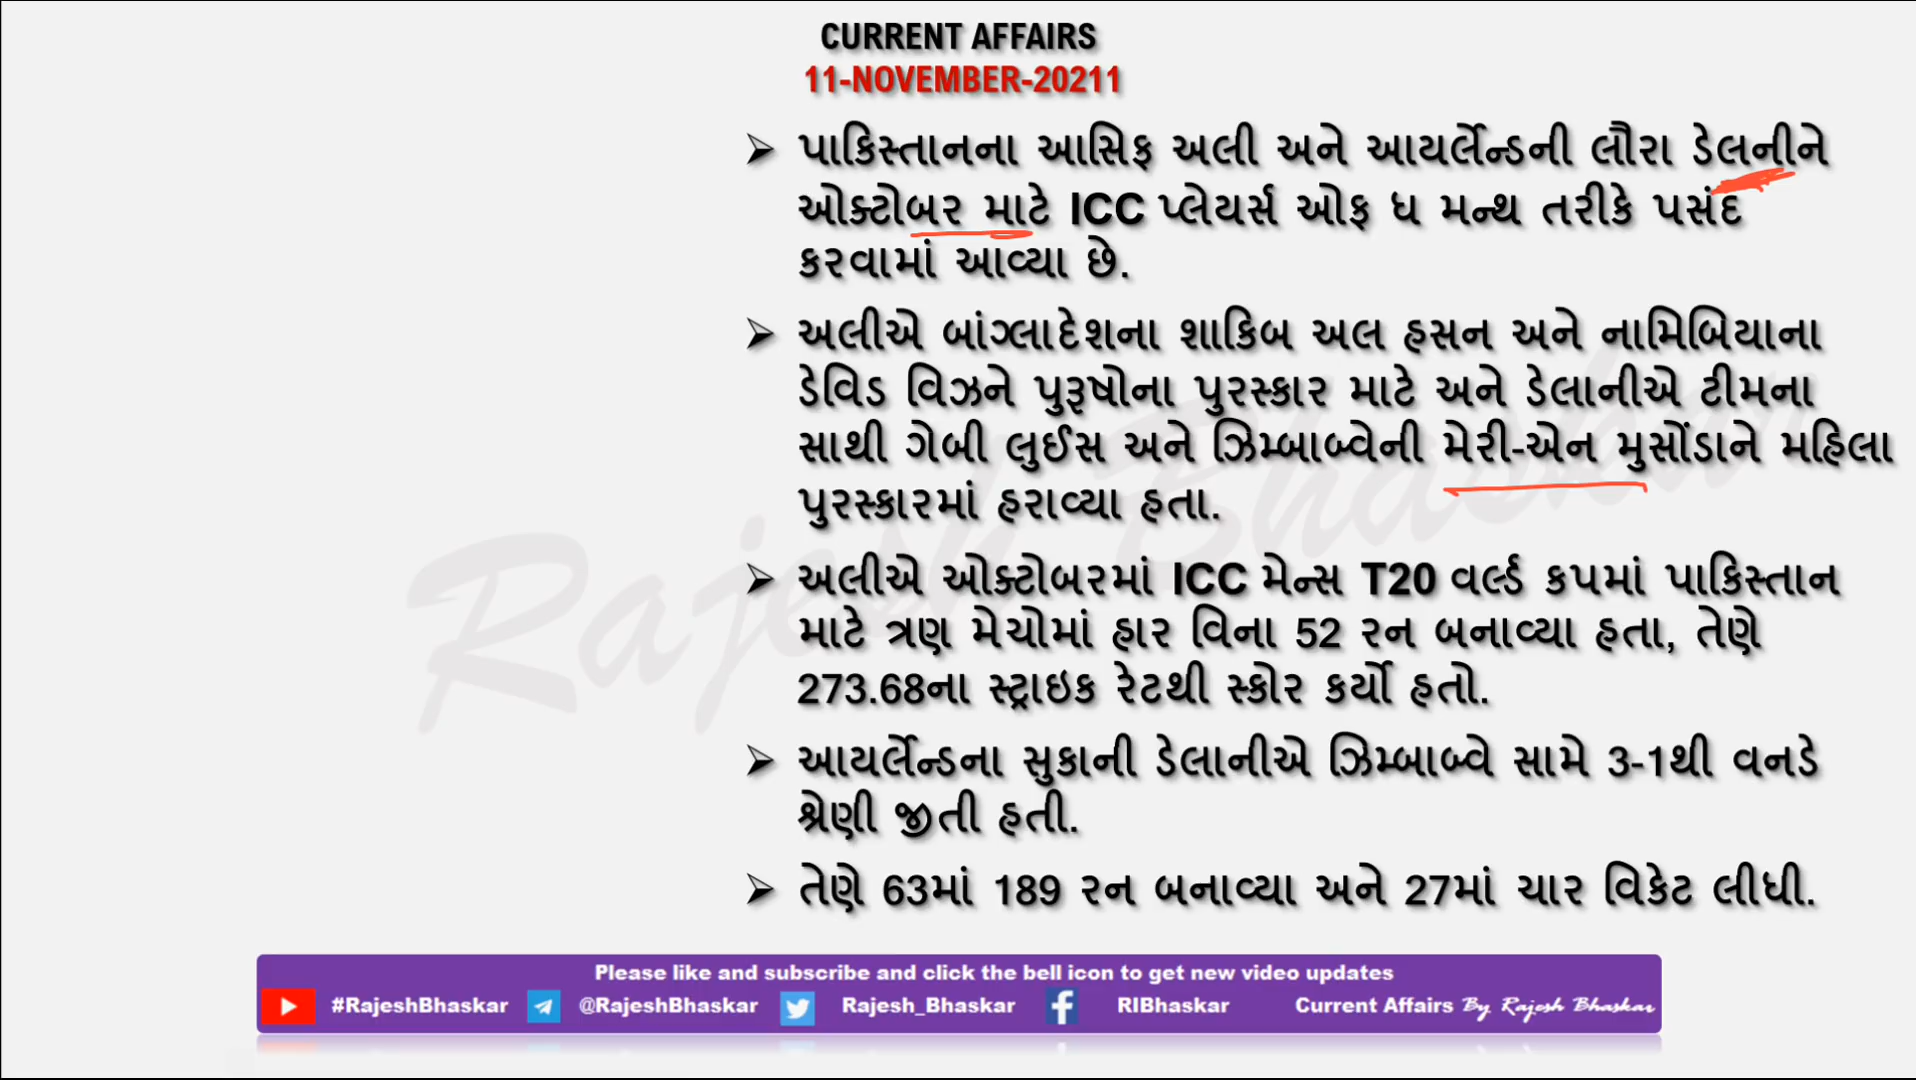 CURRENT AFFAIRS
11-NOVEMBER-20211
➢ પાકિસ્તાનના આસિફ અલી અને આયર્લેન્ડની લૌરા ડેલનીને
ઓક્ટોબર માટે ICC પ્લેયર્સ ઓફ ધ મન્થ તરીકે પસંદ
કરવામાં આવ્યા છે.
➢ અલીએ બાંગ્લાદેશના શાકિબ અલ હસન અને નામિબિયાના
ડેવિડ વિઝને પુરૂષોના પુરસ્કાર માટે અને ડેલાનીએ ટીમના
સાથી ગેબી લુઈસ અને ઝિમ્બાબ્વેની મેરી-એન મુસોંડાને મહિલા
પુરસ્કારમાં હરાવ્યા હતા.
➢ અલીએ ઓક્ટોબરમાં ICC મેન્સ T20 વર્લ્ડ કપમાં પાકિસ્તાન
માટે ત્રણ મેચોમાં હાર વિના 52 રન બનાવ્યા હતા, તેણે
273.68ના સ્ટ્રાઇક રેટથી સ્કોર કર્યો હતો.
➢ આયર્લેન્ડના સુકાની ડેલાનીએ ઝિમ્બાબ્વે સામે 3-1થી વનડે
શ્રેણી જીતી હતી.
➢ તેણે 63માં 189 રન બનાવ્યા અને 27માં ચાર વિકેટ લીધી.
Rajesh Bhaskar
Please like and subscribe and click the bell icon to get new video updates
#RajeshBhaskar @RajeshBhaskar Rajesh_Bhaskar RIBhaskar Current Affairs By Rajesh Bhaskar